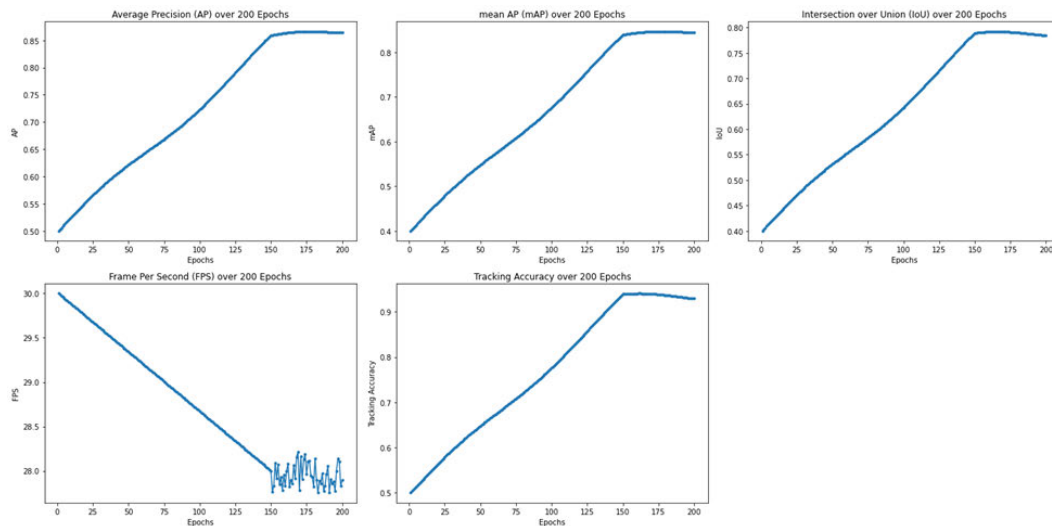 Average Precision (AP) over 200 Epochs
0.85
0.80
0.75
0.70
0.65
0.60
0.55
0.50
AP
0 25 50 75 100 125 150 175 200
Epochs
mean AP (mAP) over 200 Epochs
0.8
0.7
0.6
0.5
0.4
mAP
0 25 50 75 100 125 150 175 200
Epochs
Intersection over Union (IoU) over 200 Epochs
0.80
0.75
0.70
0.65
0.60
0.55
0.50
0.45
0.40
IoU
0 25 50 75 100 125 150 175 200
Epochs
Frame Per Second (FPS) over 200 Epochs
30.0
29.5
29.0
28.5
28.0
FPS
0 25 50 75 100 125 150 175 200
Epochs
Tracking Accuracy over 200 Epochs
0.9
0.8
0.7
0.6
0.5
Tracking Accuracy
0 25 50 75 100 125 150 175 200
Epochs